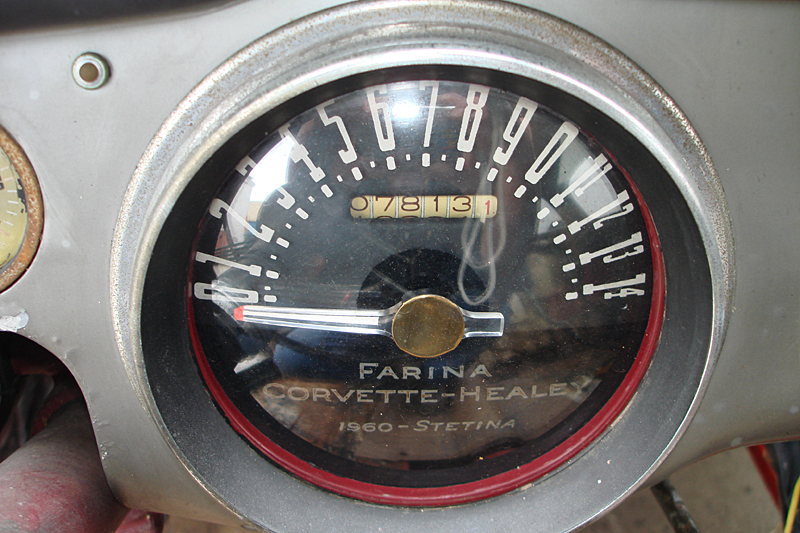 0 1 2 3 4 5 6 7 8 9 0 11 12 13 14
078131
FARINA
CORVETTE-HEALEY
1960-STETINA